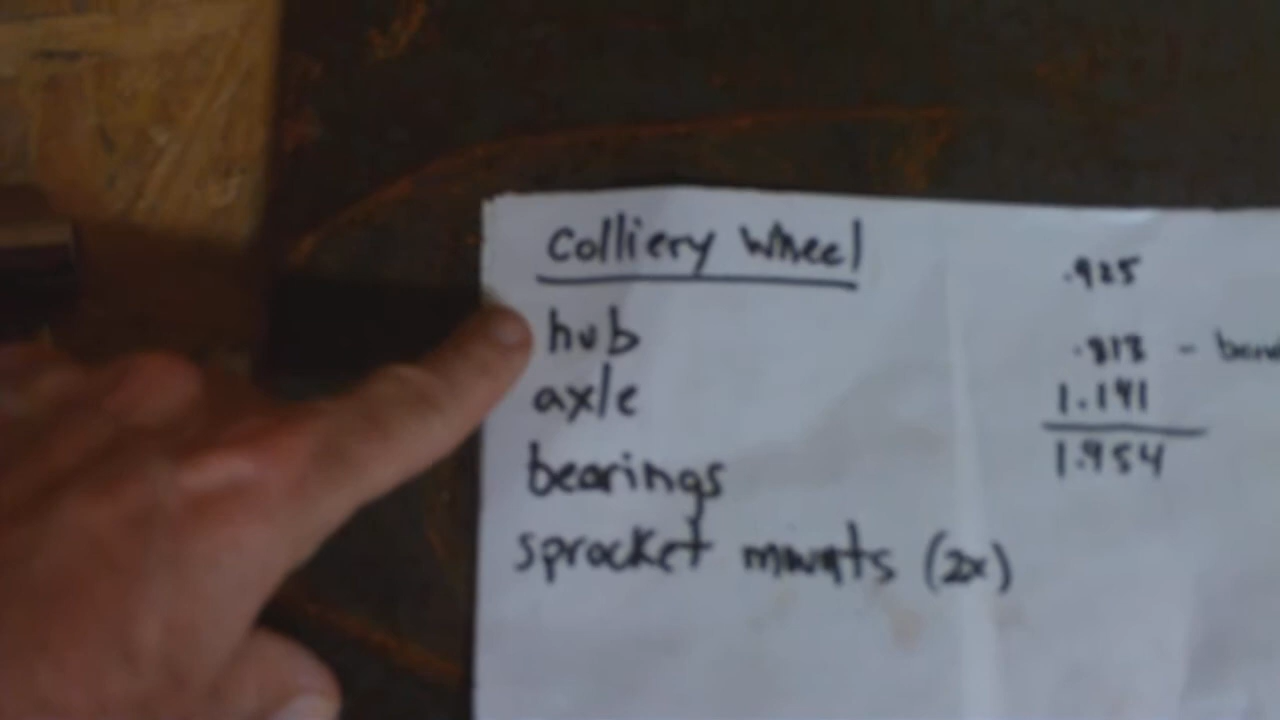 Colliery Wheel
hub
axle
bearings
sprocket mounts (2x)
.925
.813 -
1.141
1.954